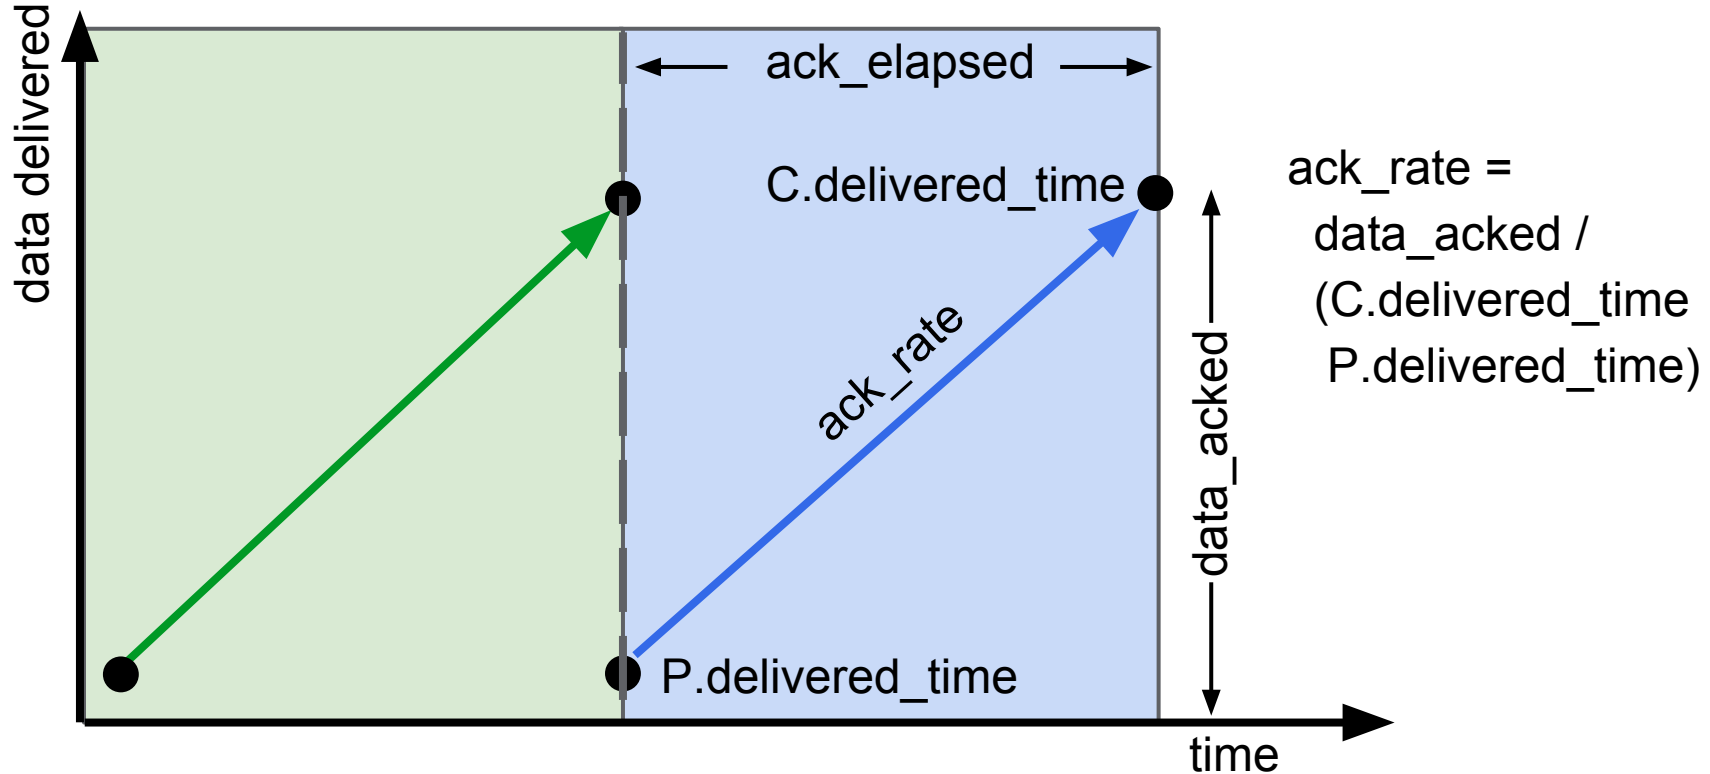 data delivered
ack_elapsed
C.delivered_time
ack_rate
P.delivered_time
data_acked
time
ack_rate =
data_acked /
(C.delivered_time
P.delivered_time)